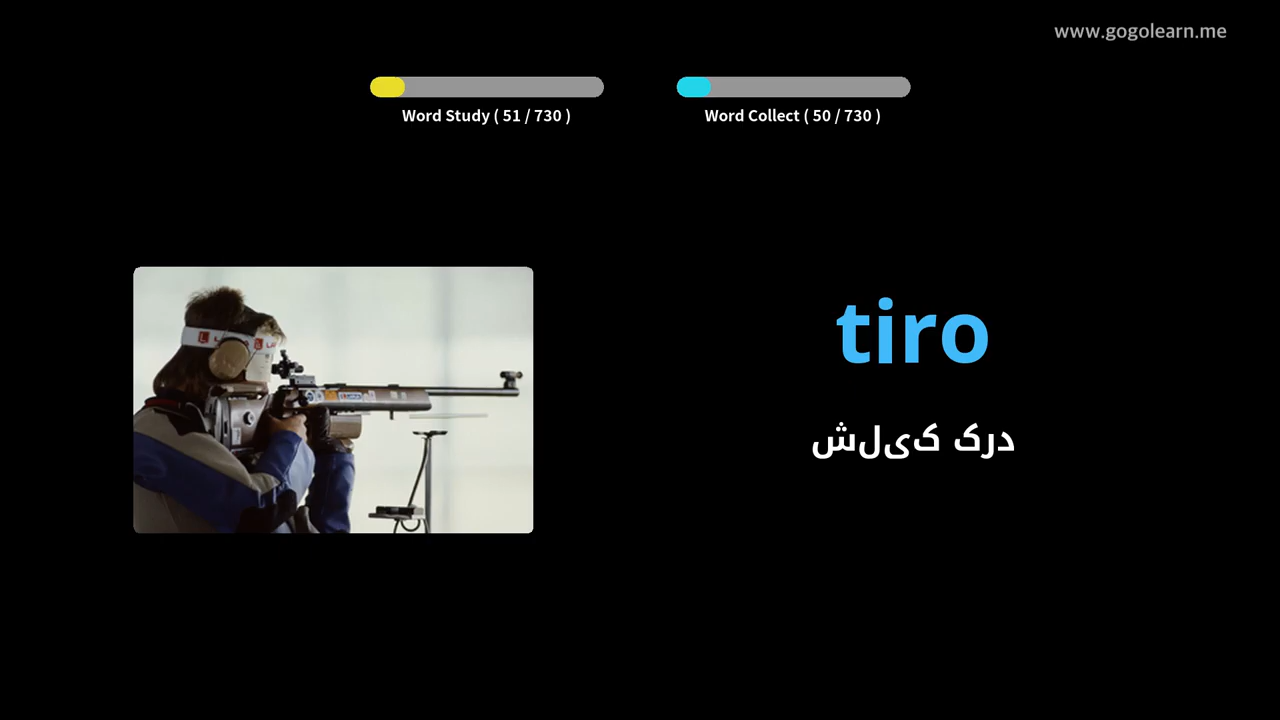 www.gogolearn.me
Word Study ( 51 / 730 )
Word Collect ( 50 / 730 )
tiro
درک کیلش